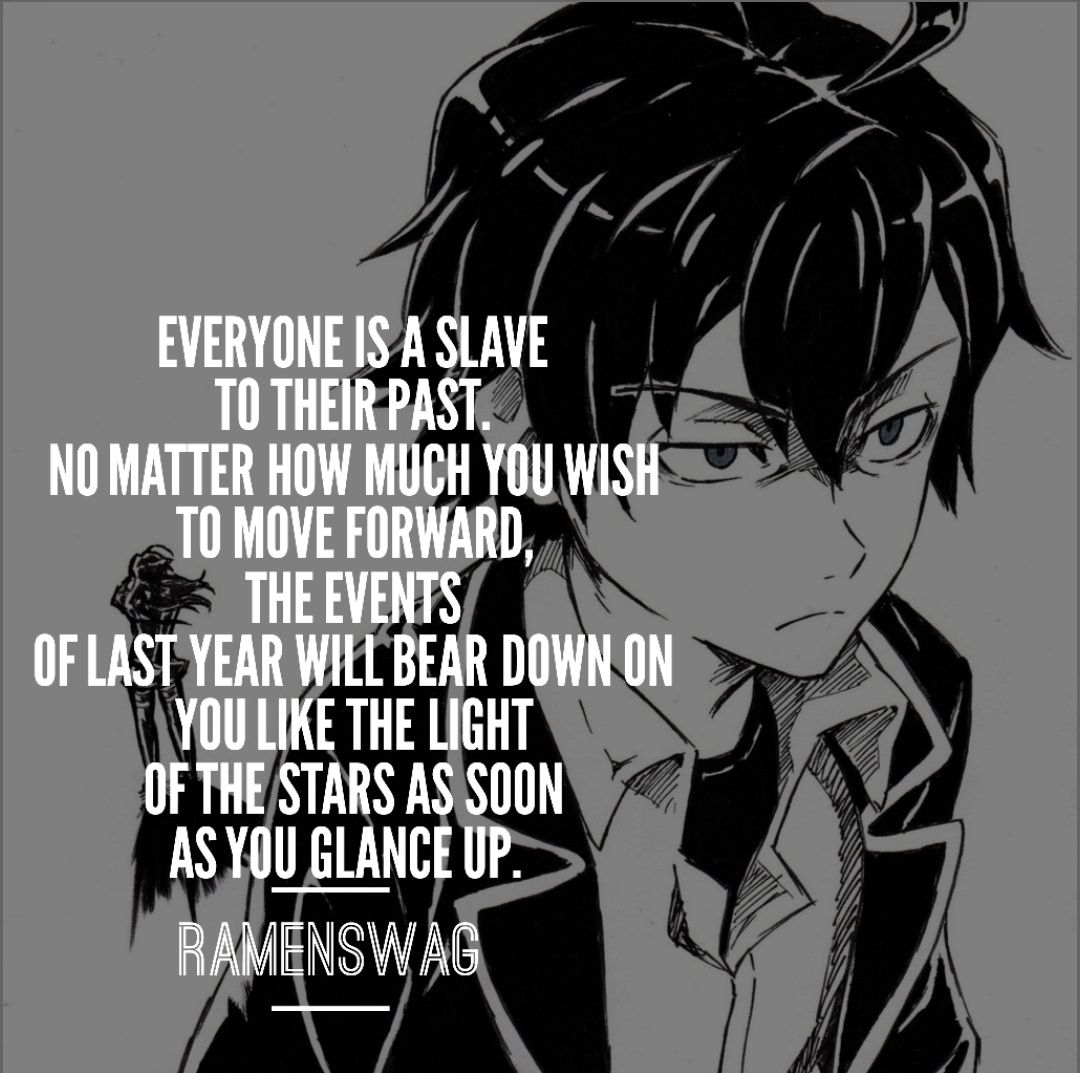 EVERYONE IS A SLAVE
TO THEIR PAST.
NO MATTER HOW MUCH YOU WISH
TO MOVE FORWARD,
THE EVENTS
OF LAST YEAR WILL BEAR DOWN ON
YOU LIKE THE LIGHT
OF THE STARS AS SOON
AS YOU GLANCE UP.
RAMENSWAG